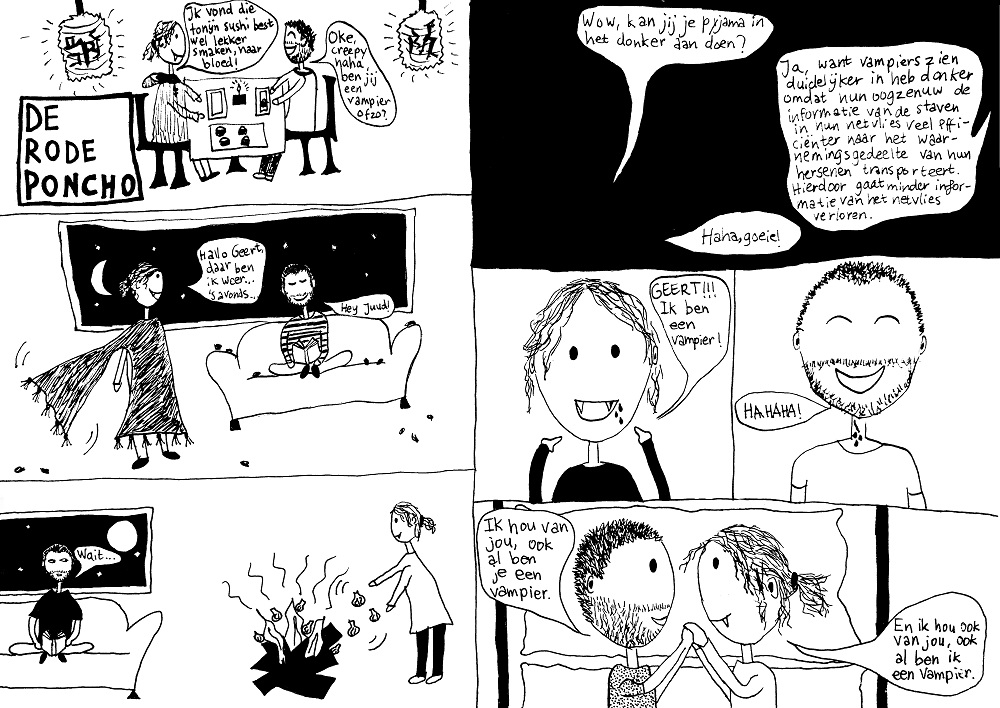 Ik vond die
tonijn sushi best
wel lekker
smaken, naar
bloed!
Oke,
creepy
haha,
ben jij
een
vampier
ofzo?
DE
RODE
PONCHO
Hallo Geert,
daar ben
ik weer...
's avonds...
Hey Juud!
Wait...
Wow, kan jij je pyjama in
het donker aan doen?
Ja, want vampiers zien
duidelijker in heb donker
omdat hun oogzenuw de
informatie van de staven
in hun netvlies veel effi-
ciënter naar het waar-
nemingsgedeelte van hun
hersenen transporteert.
Hierdoor gaat minder infor-
matie van het netvlies
verloren.
Haha, goeie!
GEERT!!!
Ik ben
een
vampier!
HAHAHA!
Ik hou van
jou, ook
al ben
je een
vampier.
En ik hou ook
van jou, ook
al ben ik
een vampier.